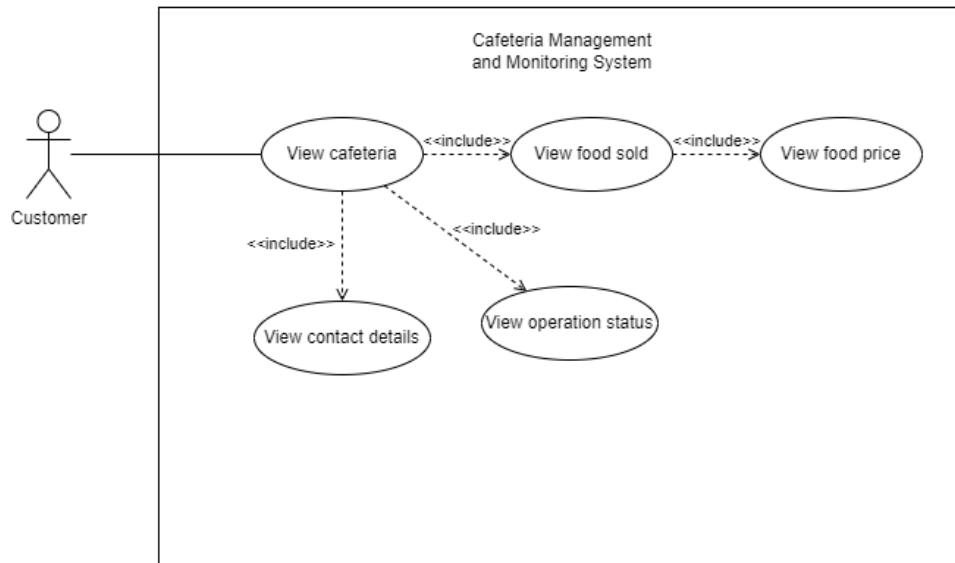 Cafeteria Management
and Monitoring System
<<include>>
<<include>>
View cafeteria
View food sold
View food price
Customer
<<include>>
<<include>>
View contact details
View operation status